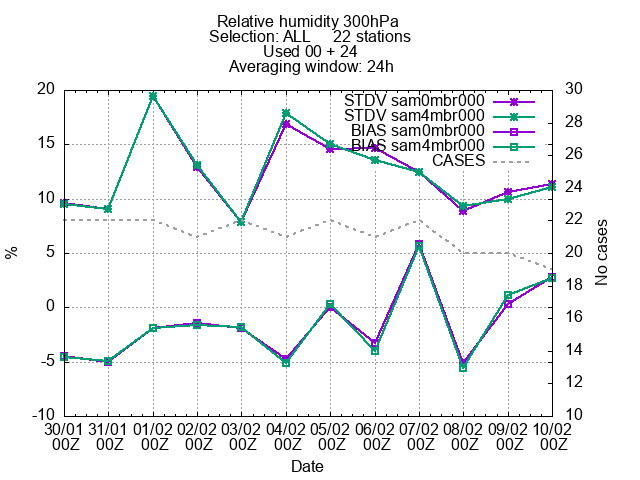 Relative humidity 300hPa
Selection: ALL 22 stations
Used 00 + 24
Averaging window: 24h
STDV sam0mbr000
STDV sam4mbr000
BIAS sam0mbr000
BIAS sam4mbr000
CASES
20
15
10
5
0
-5
-10
%
30
28
26
24
22
20
18
16
14
12
10
No cases
30/01 31/01 01/02 02/02 03/02 04/02 05/02 06/02 07/02 08/02 09/02 10/02
00Z 00Z 00Z 00Z 00Z 00Z 00Z 00Z 00Z 00Z 00Z 00Z
Date